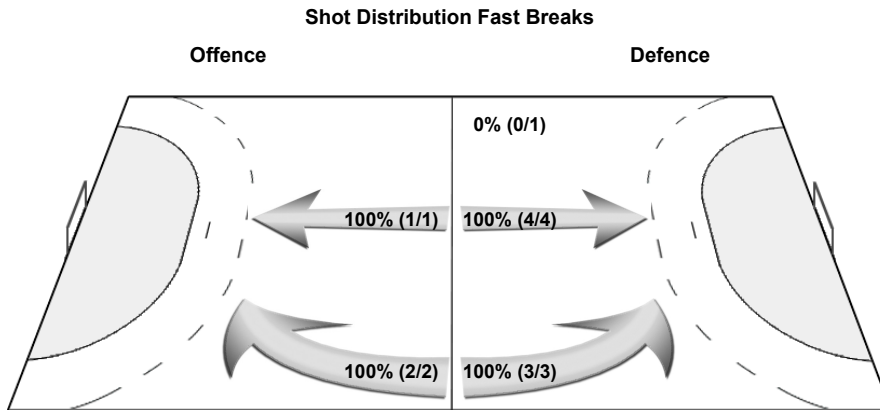 Shot Distribution Fast Breaks
Offence Defence
0% (0/1)
100% (1/1) 100% (4/4)
100% (2/2) 100% (3/3)